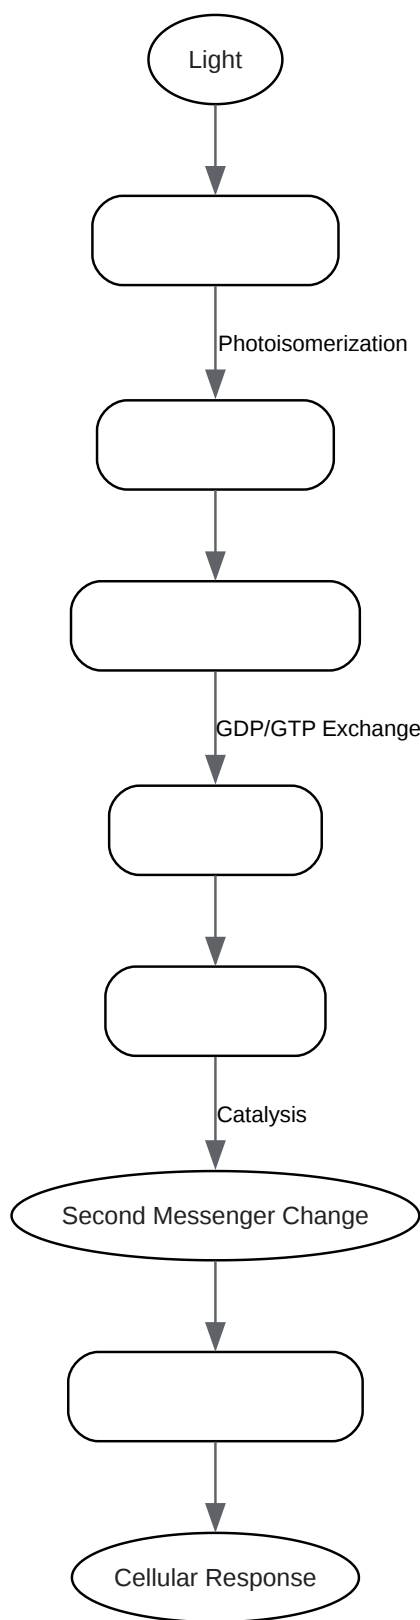 Light
Photoisomerization
GDP/GTP Exchange
Catalysis
Second Messenger Change
Cellular Response